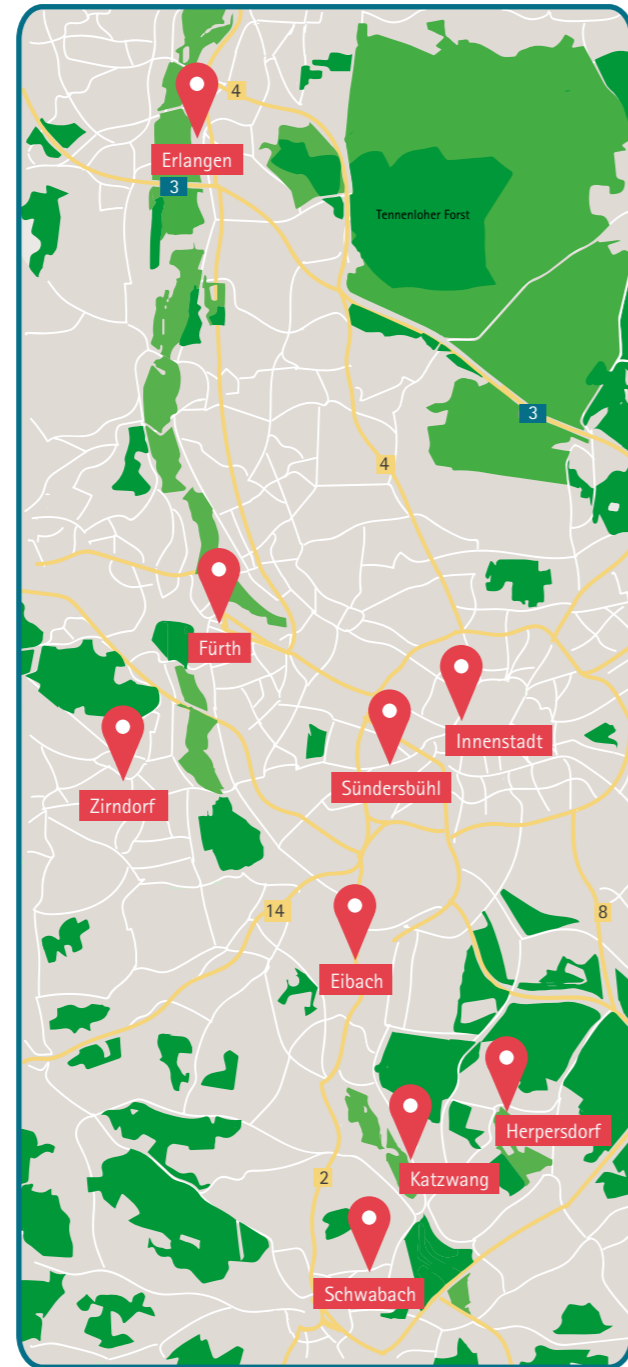 4
Erlangen
3
Tennenloher Forst
3
4
Fürth
Innenstadt
Sündersbühl
Zirndorf
14
8
Eibach
Herpersdorf
Katzwang
2
Schwabach